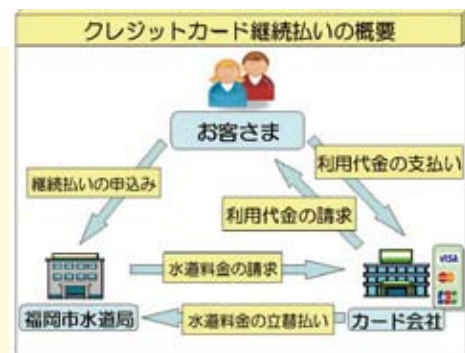 クレジットカード継続払いの概要
お客さま
継続払いの申込み
利用代金の支払い
利用代金の請求
水道料金の請求
VISA
JCB
福岡市水道局
水道料金の立替払い
カード会社